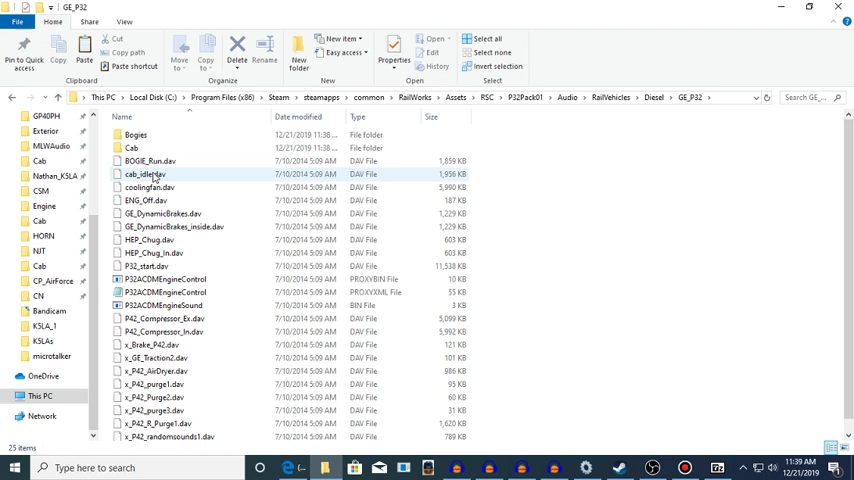 GE_P32
File Home Share View
Pin to Quick access
Copy
Paste
Cut
Copy path
Paste shortcut
Clipboard
Move to
Copy to
Delete
Rename
Organize
New folder
New item
Easy access
New
Properties
Open
Edit
History
Open
Select all
Select none
Invert selection
Select
This PC > Local Disk (C:) > Program Files (x86) > Steam > steamapps > common > RailWorks > Assets > RSC > P32Pack01 > Audio > RailVehicles > Diesel > GE_P32 >
Search GE_...
GP40PH
Exterior
MLWAudio
Cab
Nathan_K5LA
CSM
Engine
Cab
HORN
NJT
Cab
CP_AirForce
CN
Bandicam
K5LA_1
K5LAs
microtalker
OneDrive
This PC
Network
Name Date modified Type Size
Bogies 12/21/2019 11:38 ... File folder
Cab 12/21/2019 11:38 ... File folder
BOGIE_Run.dav 7/10/2014 5:09 AM DAV File 1,859 KB
cab_idle.dav 7/10/2014 5:09 AM DAV File 1,956 KB
coolingfan.dav 7/10/2014 5:09 AM DAV File 5,990 KB
ENG_Off.dav 7/10/2014 5:09 AM DAV File 187 KB
GE_DynamicBrakes.dav 7/10/2014 5:09 AM DAV File 1,229 KB
GE_DynamicBrakes_inside.dav 7/10/2014 5:09 AM DAV File 1,229 KB
HEP_Chug.dav 7/10/2014 5:09 AM DAV File 603 KB
HEP_Chug_In.dav 7/10/2014 5:09 AM DAV File 603 KB
P32_start.dav 7/10/2014 5:09 AM DAV File 11,538 KB
P32ACDMEngineControl 7/10/2014 5:09 AM PROXYBIN File 10 KB
P32ACDMEngineControl 7/10/2014 5:09 AM PROXYXML File 55 KB
P32ACDMEngineSound 7/10/2014 5:09 AM BIN File 3 KB
P42_Compressor_Ex.dav 7/10/2014 5:09 AM DAV File 5,099 KB
P42_Compressor_In.dav 7/10/2014 5:09 AM DAV File 5,992 KB
x_Brake_P42.dav 7/10/2014 5:09 AM DAV File 121 KB
x_GE_Traction2.dav 7/10/2014 5:09 AM DAV File 101 KB
x_P42_AirDryer.dav 7/10/2014 5:09 AM DAV File 986 KB
x_P42_purge1.dav 7/10/2014 5:09 AM DAV File 95 KB
x_P42_Purge2.dav 7/10/2014 5:09 AM DAV File 60 KB
x_P42_purge3.dav 7/10/2014 5:09 AM DAV File 31 KB
x_P42_R_Purge1.dav 7/10/2014 5:09 AM DAV File 1,620 KB
x_P42_randomsounds1.dav 7/10/2014 5:09 AM DAV File 789 KB
25 items
Type here to search
11:39 AM
12/21/2019